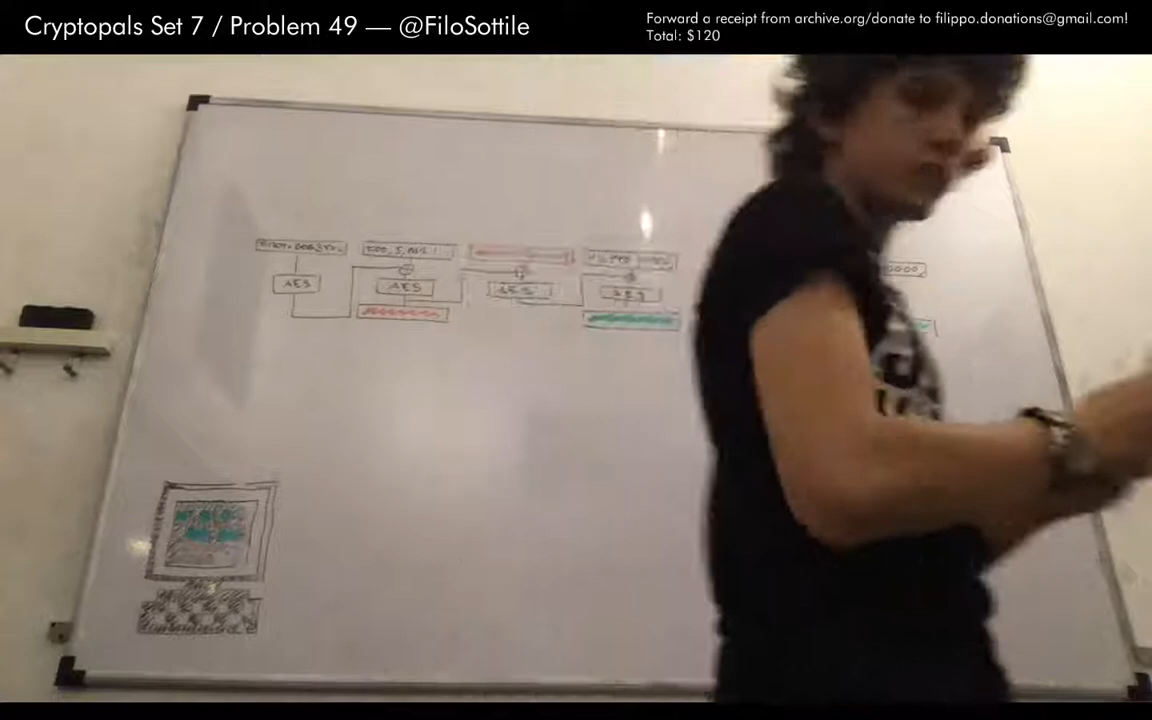 Cryptopals Set 7 / Problem 49 — @FiloSottile
Forward a receipt from archive.org/donate to filippo.donations@gmail.com!
Total: $120
AES
AES
AES
AES